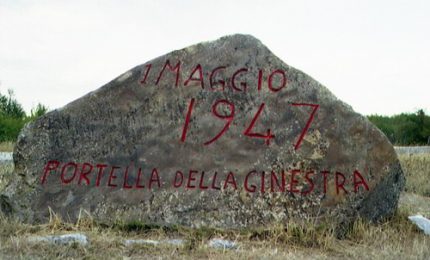 1 MAGGIO
1947
PORTELLA DELLA GINESTRA